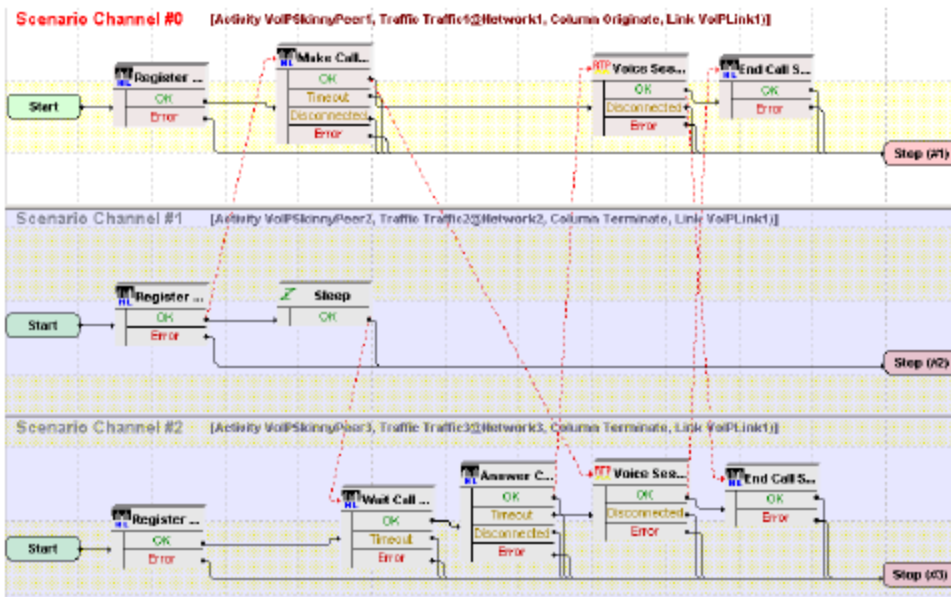 Scenario Channel #0 [Activity VoIPSkinnyPeer1, Traffic Traffic1@Network1, Column Originate, Link VoIPLink1)]
Start
Register ...
OK
Error
Make Call...
OK
Timeout
Disconnected
Error
RTP Voice Ses...
OK
Disconnected
Error
End Call S...
OK
Error
Stop (#1)
Scenario Channel #1 [Activity VoIPSkinnyPeer2, Traffic Traffic2@Network2, Column Terminate, Link VoIPLink1)]
Start
Register ...
OK
Error
Z Sleep
OK
Stop (#2)
Scenario Channel #2 [Activity VoIPSkinnyPeer3, Traffic Traffic3@Network3, Column Terminate, Link VoIPLink1)]
Start
Register ...
OK
Error
Wait Call ...
OK
Timeout
Error
Answer C...
OK
Timeout
Disconnected
Error
RTP Voice Ses...
OK
Disconnected
Error
End Call S...
OK
Error
Stop (#3)